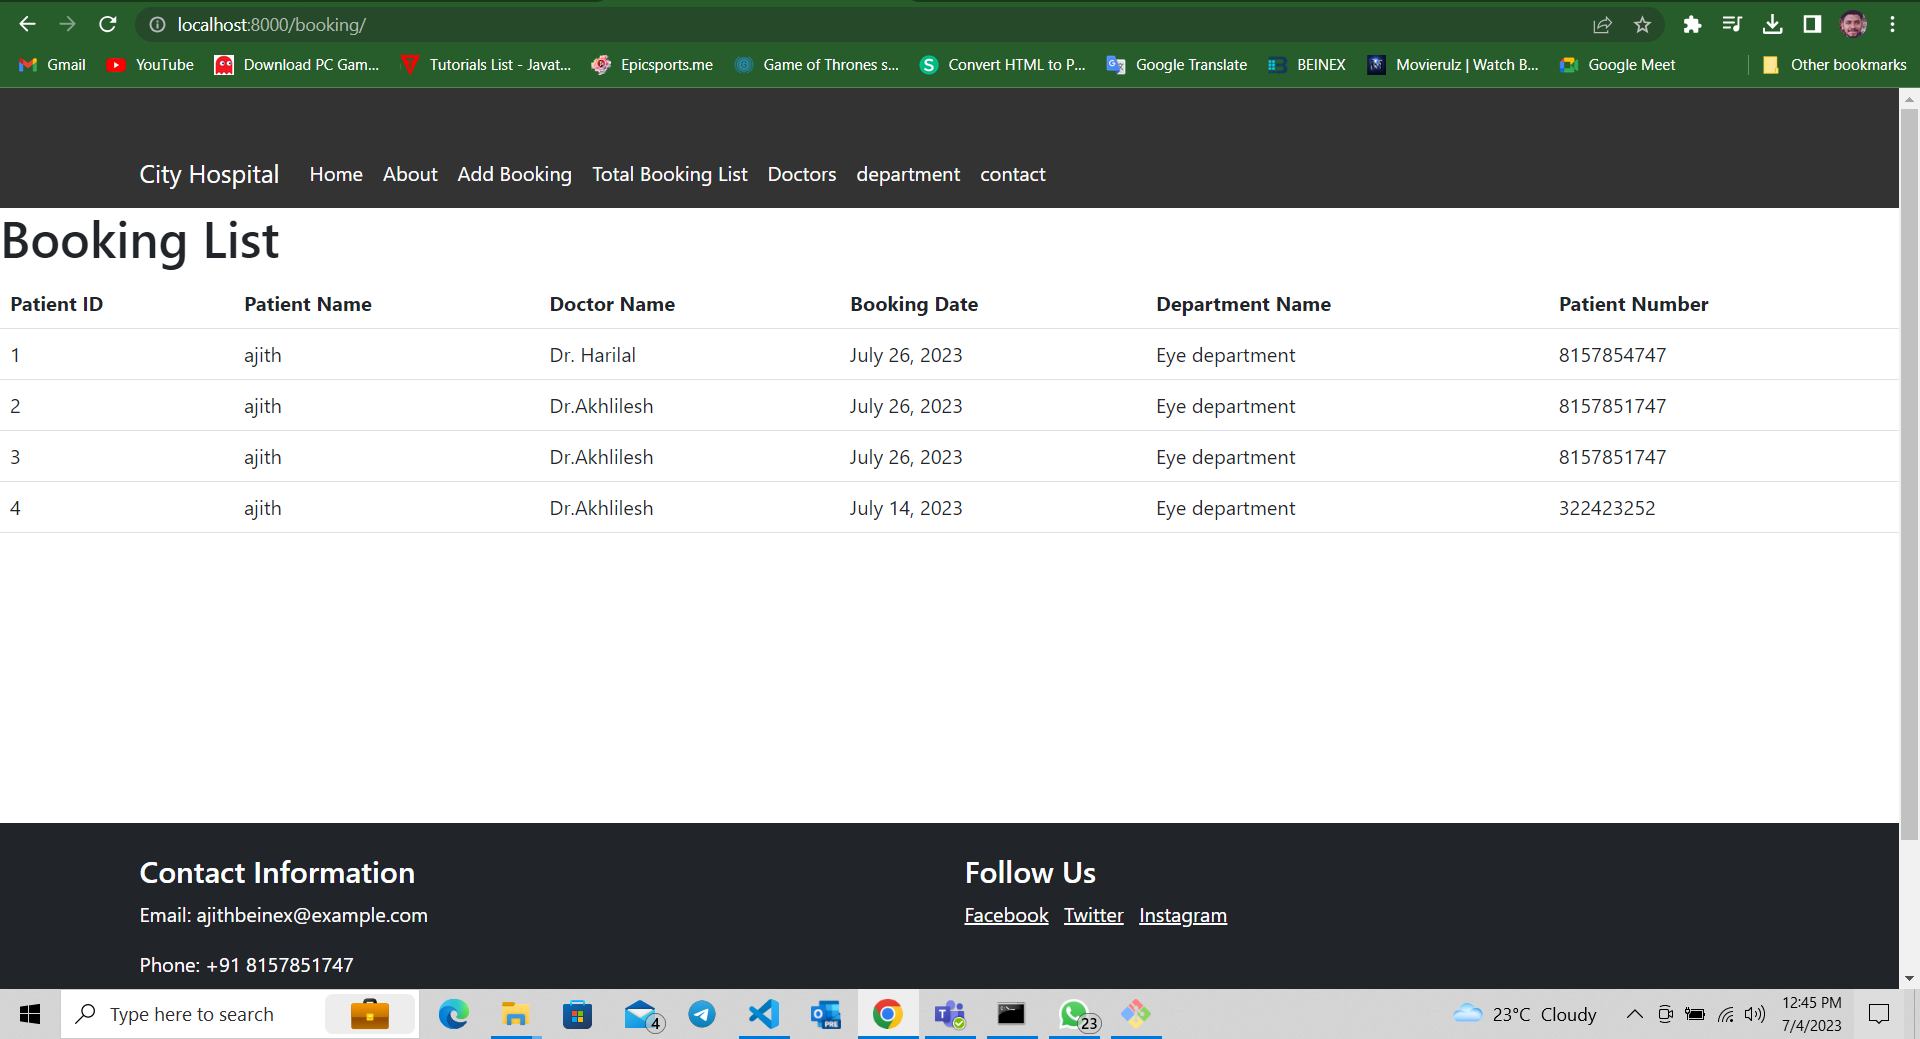 localhost:8000/booking/
Gmail YouTube Download PC Gam... Tutorials List - Javat... Epicsports.me Game of Thrones s... Convert HTML to P... Google Translate BEINEX Movierulz | Watch B... Google Meet Other bookmarks
City Hospital Home About Add Booking Total Booking List Doctors department contact
Booking List
Patient ID Patient Name Doctor Name Booking Date Department Name Patient Number
1 ajith Dr. Harilal July 26, 2023 Eye department 8157854747
2 ajith Dr.Akhlilesh July 26, 2023 Eye department 8157851747
3 ajith Dr.Akhlilesh July 26, 2023 Eye department 8157851747
4 ajith Dr.Akhlilesh July 14, 2023 Eye department 322423252
Contact Information
Email: ajithbeinex@example.com
Phone: +91 8157851747
Follow Us
Facebook Twitter Instagram
Type here to search 4 PRE 23 23°C Cloudy 12:45 PM
7/4/2023